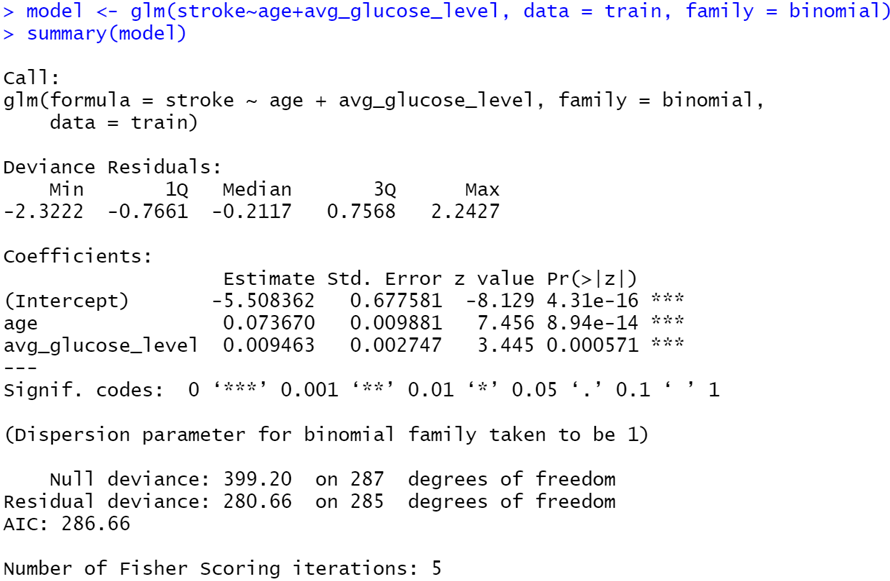 > model <- glm(stroke~age+avg_glucose_level, data = train, family = binomial)
> summary(model)
Call:
glm(formula = stroke ~ age + avg_glucose_level, family = binomial,
    data = train)
Deviance Residuals:
    Min       1Q   Median       3Q      Max
-2.3222  -0.7661  -0.2117   0.7568   2.2427
Coefficients:
                   Estimate Std. Error z value Pr(>|z|)
(Intercept)       -5.508362   0.677581  -8.129 4.31e-16 ***
age                0.073670   0.009881   7.456 8.94e-14 ***
avg_glucose_level  0.009463   0.002747   3.445 0.000571 ***
---
Signif. codes:  0 ‘***’ 0.001 ‘**’ 0.01 ‘*’ 0.05 ‘.’ 0.1 ‘ ’ 1
(Dispersion parameter for binomial family taken to be 1)
    Null deviance: 399.20  on 287  degrees of freedom
Residual deviance: 280.66  on 285  degrees of freedom
AIC: 286.66
Number of Fisher Scoring iterations: 5